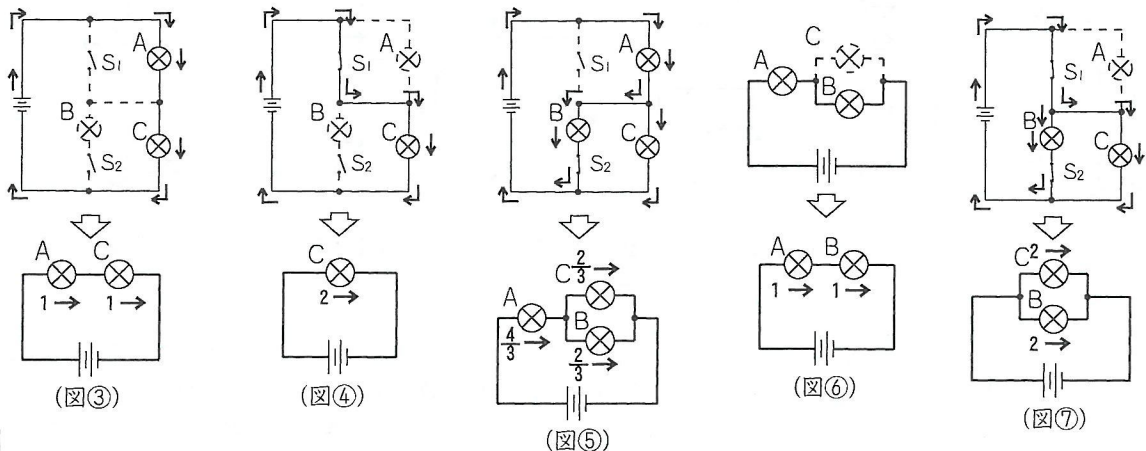 A
S1
B
C
S2
A C
1→ 1→
(図③)
A
S1
B
C
S2
C
2→
(図④)
A
S1
B
C
S2
C 2/3→
A
B
4/3→
2/3→
(図⑤)
C
A
B
A B
1→ 1→
(図⑥)
A
S1
B
C
S2
C 2→
B
2→
(図⑦)